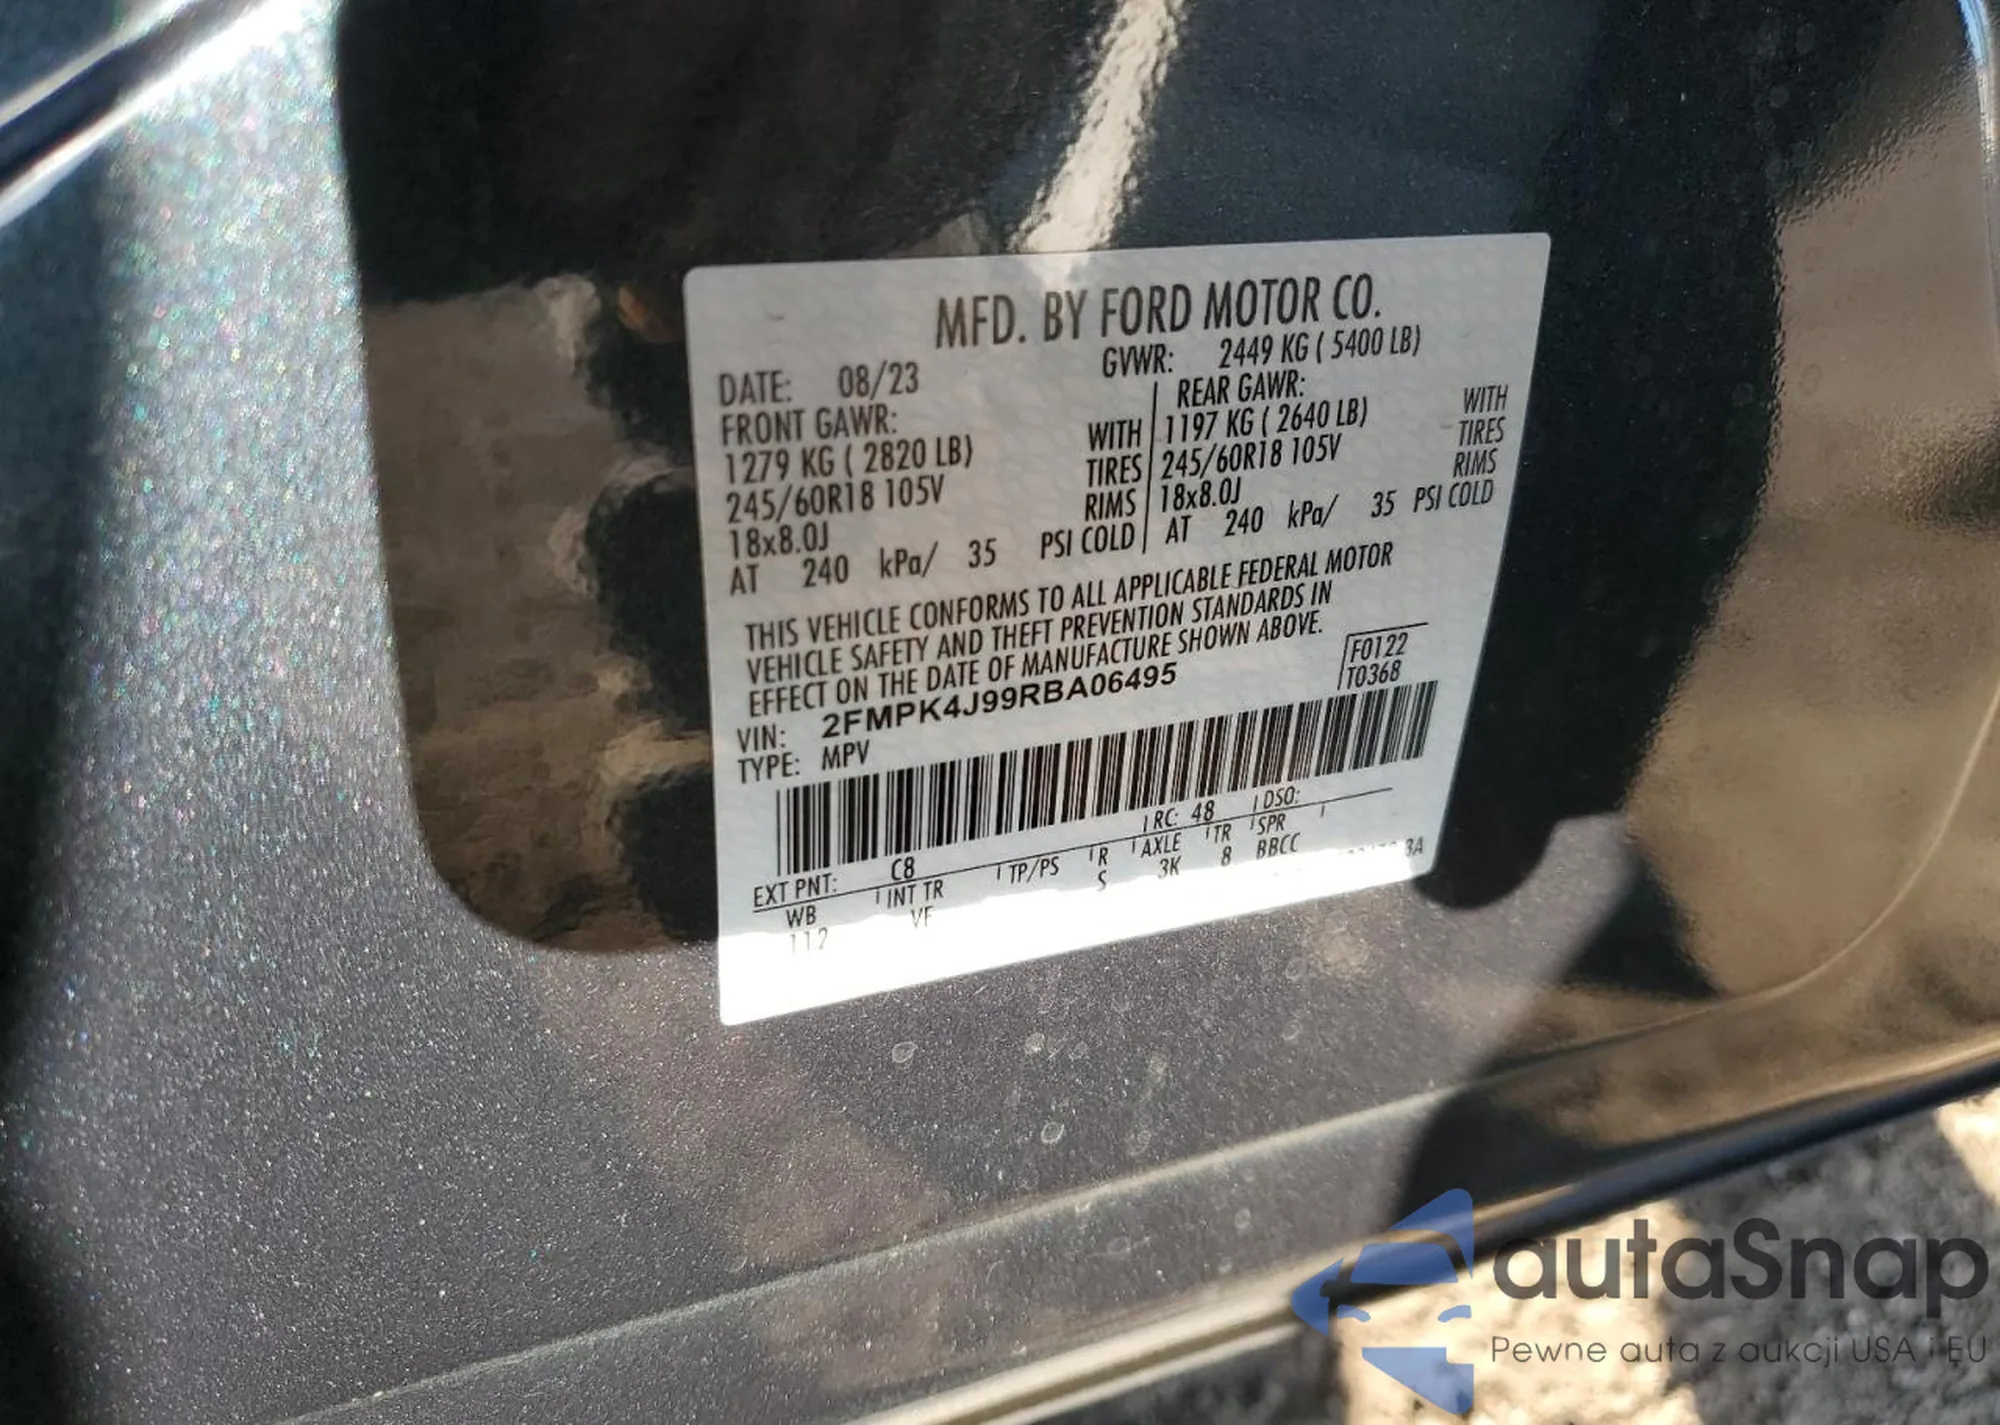 MFD. BY FORD MOTOR CO.
DATE: 08/23 GVWR: 2449 KG ( 5400 LB)
FRONT GAWR: REAR GAWR:
1279 KG ( 2820 LB) WITH 1197 KG ( 2640 LB) WITH
245/60R18 105V TIRES 245/60R18 105V TIRES
18x8.0J RIMS 18x8.0J RIMS
AT 240 kPa/ 35 PSI COLD AT 240 kPa/ 35 PSI COLD
THIS VEHICLE CONFORMS TO ALL APPLICABLE FEDERAL MOTOR
VEHICLE SAFETY AND THEFT PREVENTION STANDARDS IN
EFFECT ON THE DATE OF MANUFACTURE SHOWN ABOVE.
VIN: 2FMPK4J99RBA06495 F0122
TYPE: MPV T0368
EXT PNT: C8 RC: 48 DSO:
WB INT TR TP/PS R AXLE TR SPR
112 VF S 3K 8 BBCC
autaSnap
Pewne auta z aukcji USA i EU